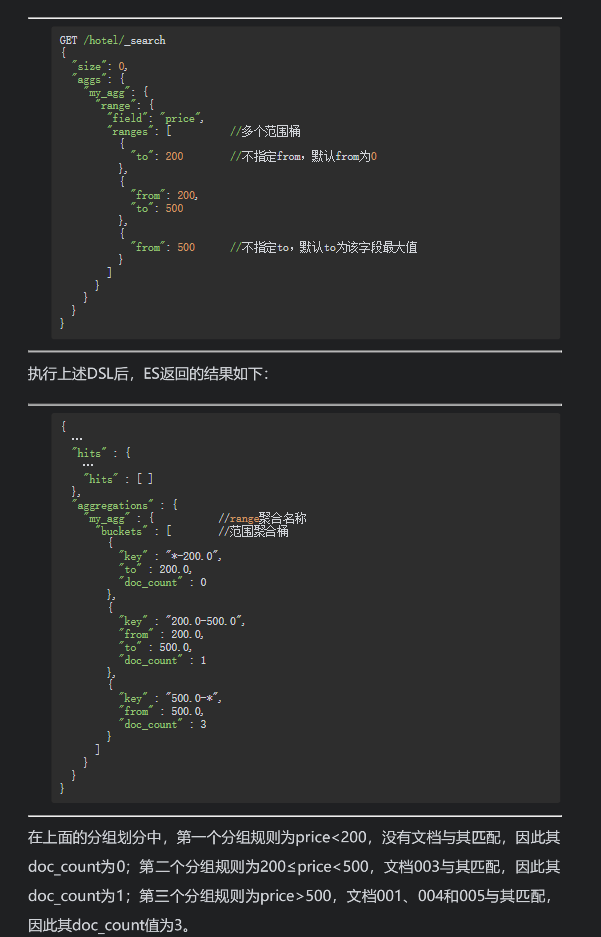 GET /hotel/_search
{
  "size": 0,
  "aggs": {
    "my_agg": {
      "range": {
        "field": "price",
        "ranges": [         //多个范围桶
          {
            "to": 200       //不指定from，默认from为0
          },
          {
            "from": 200,
            "to": 500
          },
          {
            "from": 500     //不指定to，默认to为该字段最大值
          }
        ]
      }
    }
  }
}
执行上述DSL后，ES返回的结果如下：
{
  …
  "hits" : {
    …
    "hits" : [ ]
  },
  "aggregations" : {
    "my_agg" : {          //range聚合名称
      "buckets" : [       //范围聚合桶
        {
          "key" : "*-200.0",
          "to" : 200.0,
          "doc_count" : 0
        },
        {
          "key" : "200.0-500.0",
          "from" : 200.0,
          "to" : 500.0,
          "doc_count" : 1
        },
        {
          "key" : "500.0-*",
          "from" : 500.0,
          "doc_count" : 3
        }
      ]
    }
  }
}
在上面的分组划分中，第一个分组规则为price<200，没有文档与其匹配，因此其
doc_count为0；第二个分组规则为200≤price<500，文档003与其匹配，因此其
doc_count为1；第三个分组规则为price>500，文档001、004和005与其匹配，
因此其doc_count值为3。